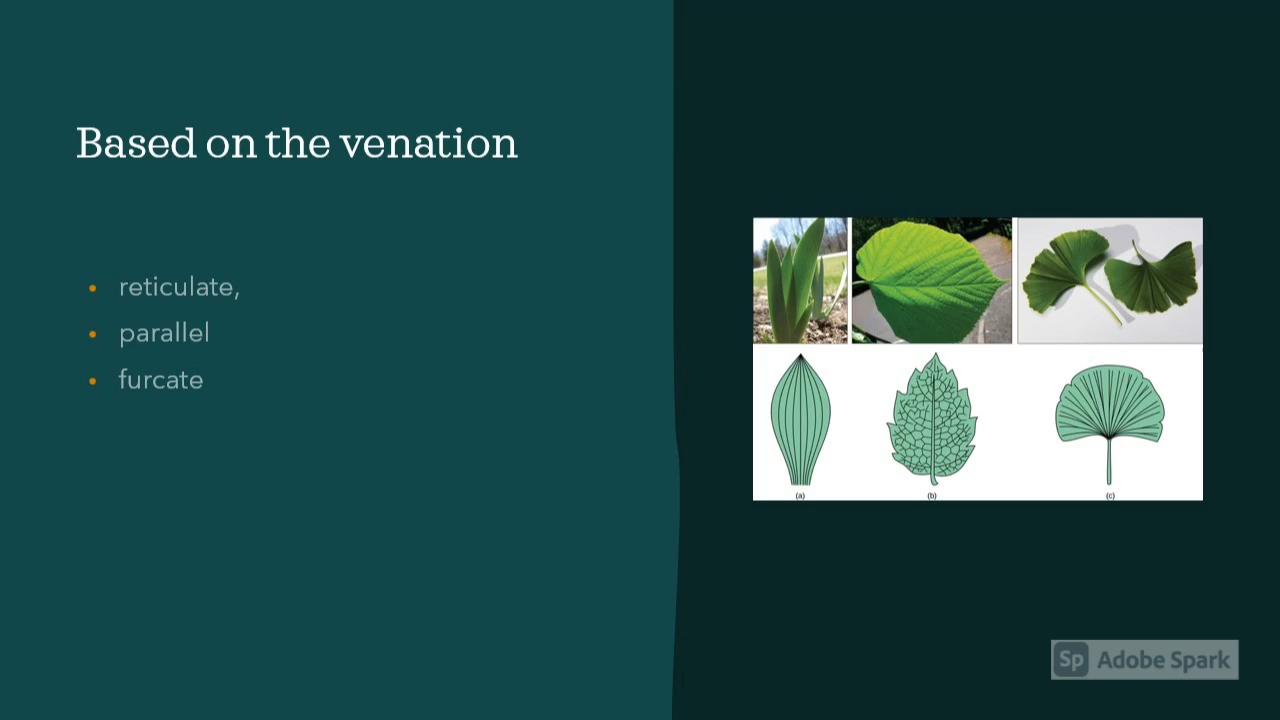 Based on the venation
reticulate,
parallel
furcate
(a)
(b)
(c)
Sp Adobe Spark